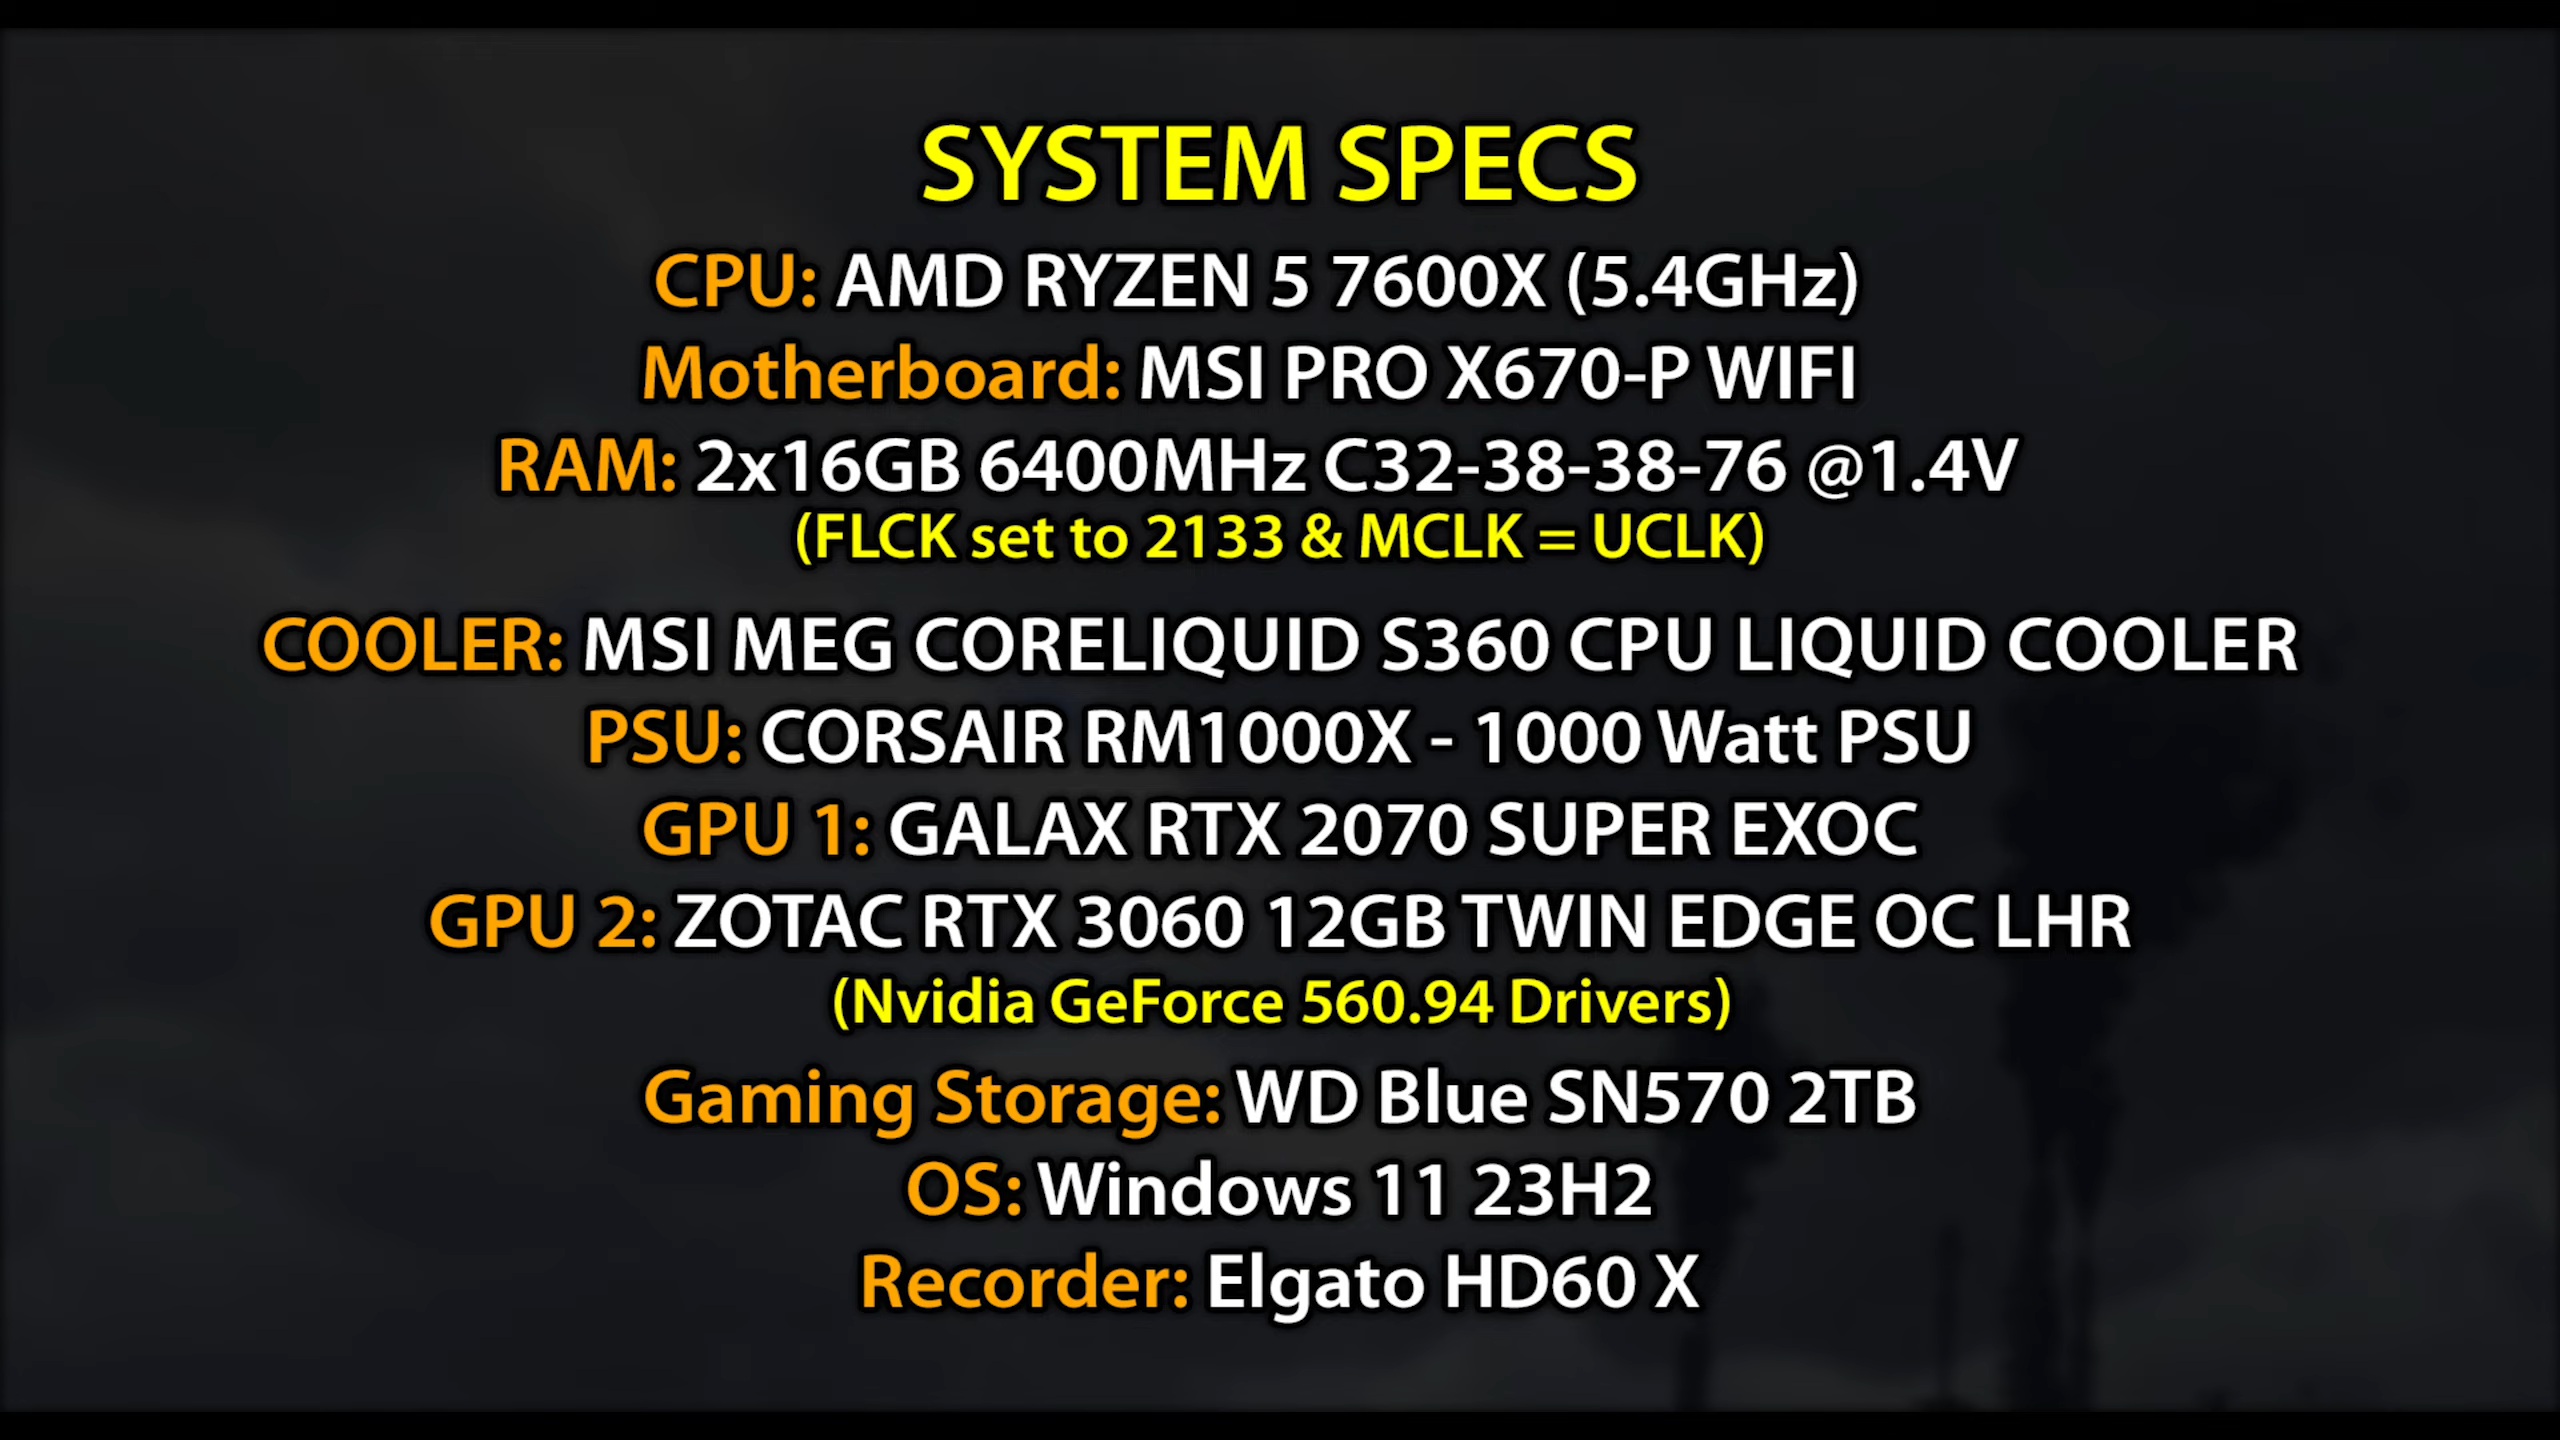 SYSTEM SPECS
CPU: AMD RYZEN 5 7600X (5.4GHz)
Motherboard: MSI PRO X670-P WIFI
RAM: 2x16GB 6400MHz C32-38-38-76 @1.4V
(FLCK set to 2133 & MCLK = UCLK)
COOLER: MSI MEG CORELIQUID S360 CPU LIQUID COOLER
PSU: CORSAIR RM1000X - 1000 Watt PSU
GPU 1: GALAX RTX 2070 SUPER EXOC
GPU 2: ZOTAC RTX 3060 12GB TWIN EDGE OC LHR
(Nvidia GeForce 560.94 Drivers)
Gaming Storage: WD Blue SN570 2TB
OS: Windows 11 23H2
Recorder: Elgato HD60 X